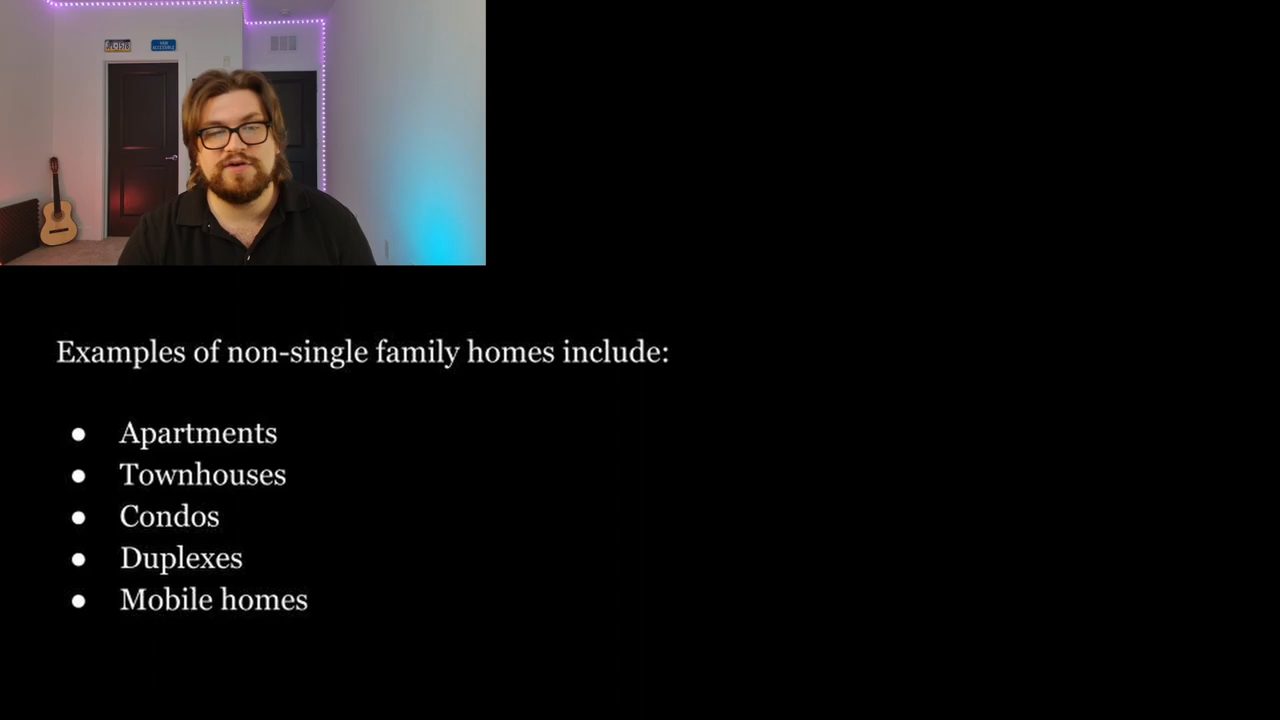 Examples of non-single family homes include:
● Apartments
● Townhouses
● Condos
● Duplexes
● Mobile homes